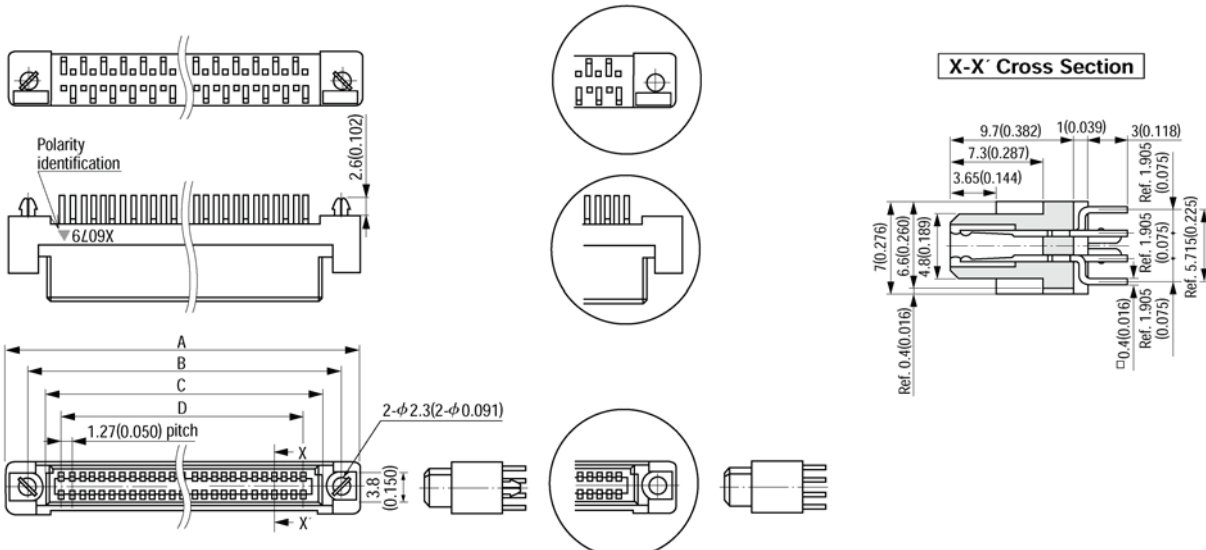 X-X´ Cross Section
Polarity
identification
2.6(0.102)
X60Z9
9.7(0.382)
1(0.039)
3(0.118)
7.3(0.287)
3.65(0.144)
7(0.276)
6.6(0.260)
4.8(0.189)
Ref. 0.4(0.016)
□0.4(0.016)
Ref. 1.905
(0.075)
Ref. 1.905
(0.075)
Ref. 1.905
(0.075)
Ref. 5.715(0.225)
A
B
C
D
1.27(0.050) pitch
2-ϕ2.3(2-ϕ0.091)
X
X´
3.8
(0.150)